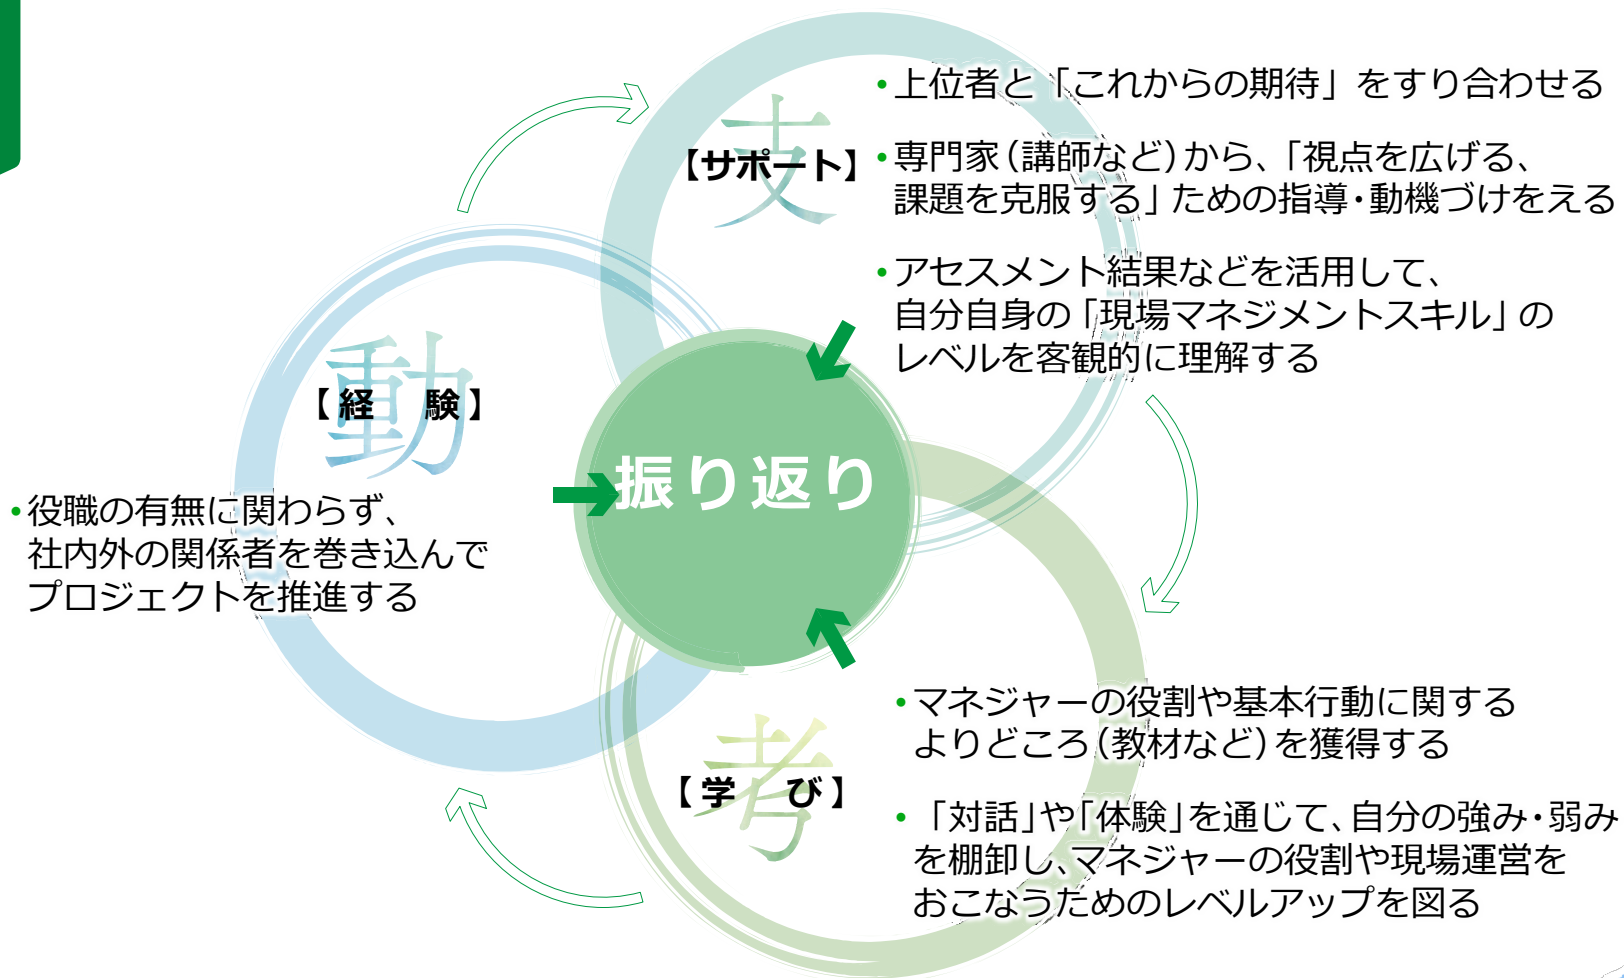 支
【サポート】
・上位者と「これからの期待」をすり合わせる
・専門家（講師など）から、「視点を広げる、
課題を克服する」ための指導・動機づけをえる
・アセスメント結果などを活用して、
自分自身の「現場マネジメントスキル」の
レベルを客観的に理解する
動
【経　験】
・役職の有無に関わらず、
社内外の関係者を巻き込んで
プロジェクトを推進する
振り返り
考
【学　び】
・マネジャーの役割や基本行動に関する
よりどころ（教材など）を獲得する
・「対話」や「体験」を通じて、自分の強み・弱み
を棚卸し、マネジャーの役割や現場運営を
おこなうためのレベルアップを図る